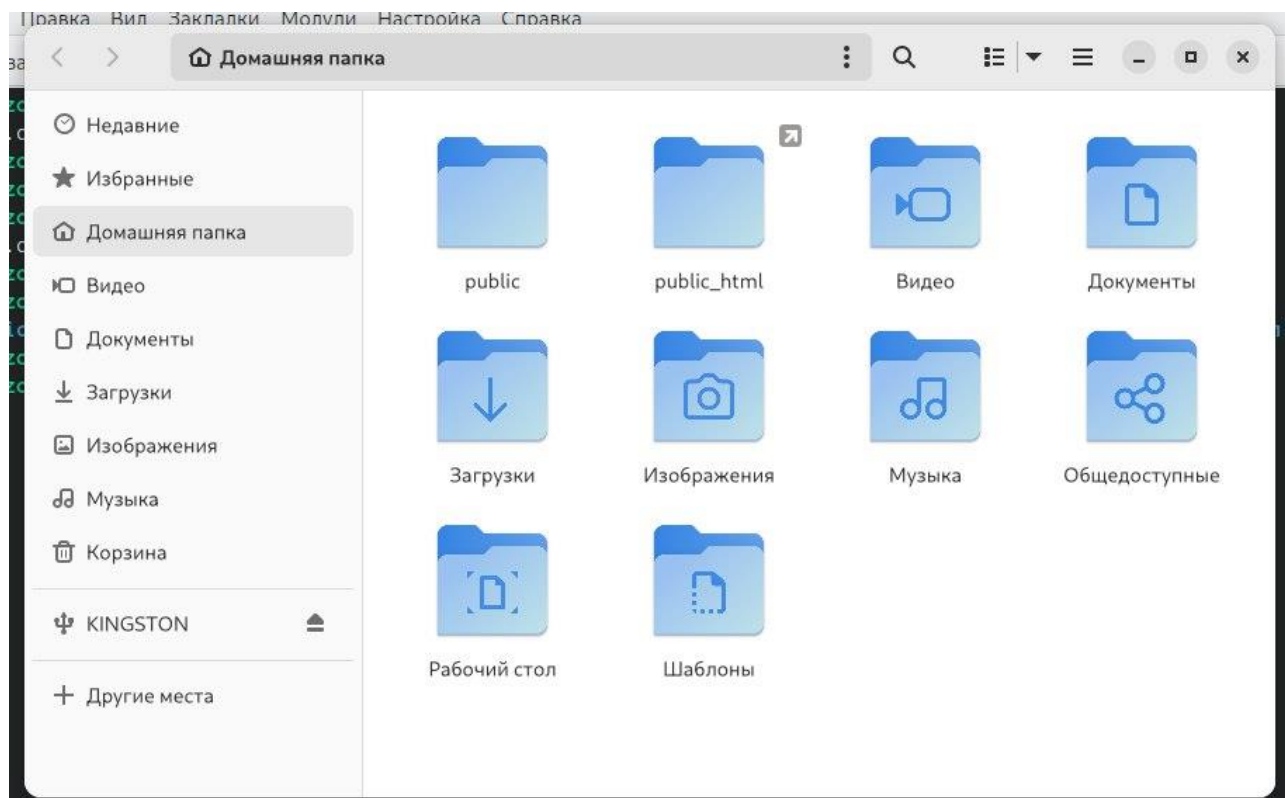 Правка Вид Закладки Модули Настройка Справка
Домашняя папка
Недавние
Избранные
Домашняя папка
Видео
Документы
Загрузки
Изображения
Музыка
Корзина
KINGSTON
Другие места
public public_html Видео Документы
Загрузки Изображения Музыка Общедоступные
Рабочий стол Шаблоны